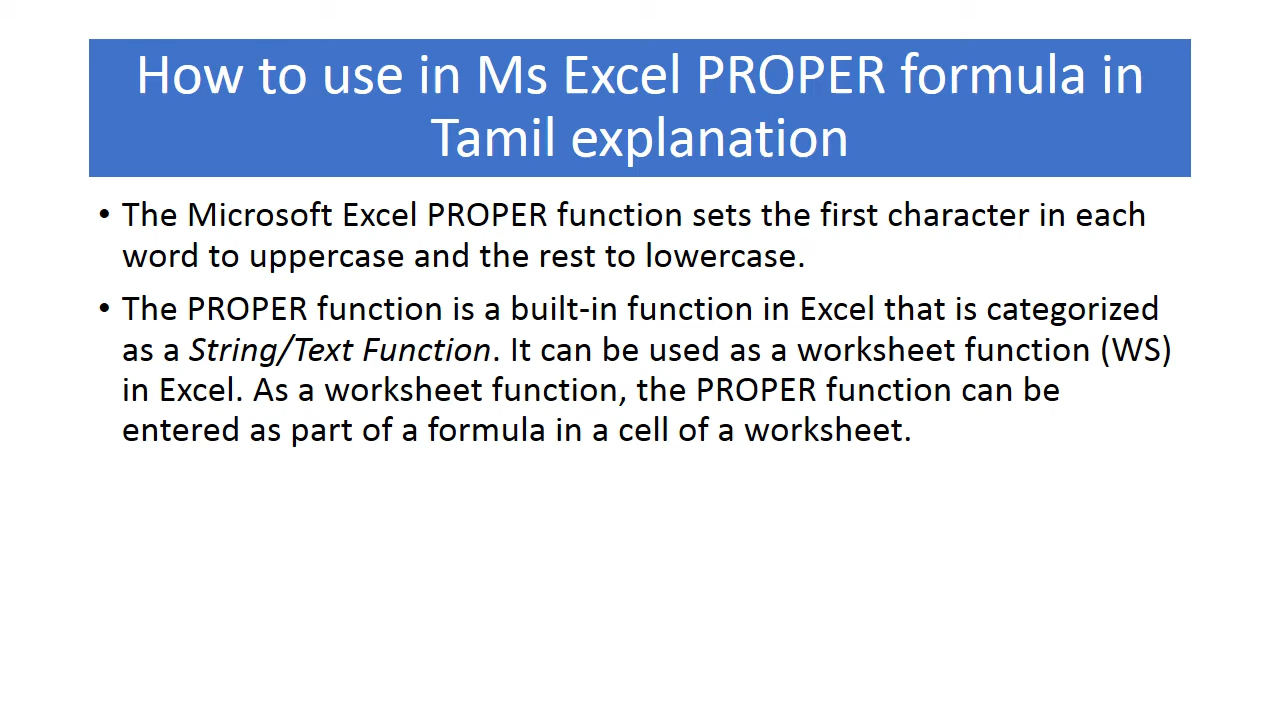 How to use in Ms Excel PROPER formula in
Tamil explanation
• The Microsoft Excel PROPER function sets the first character in each
word to uppercase and the rest to lowercase.
• The PROPER function is a built-in function in Excel that is categorized
as a String/Text Function. It can be used as a worksheet function (WS)
in Excel. As a worksheet function, the PROPER function can be
entered as part of a formula in a cell of a worksheet.